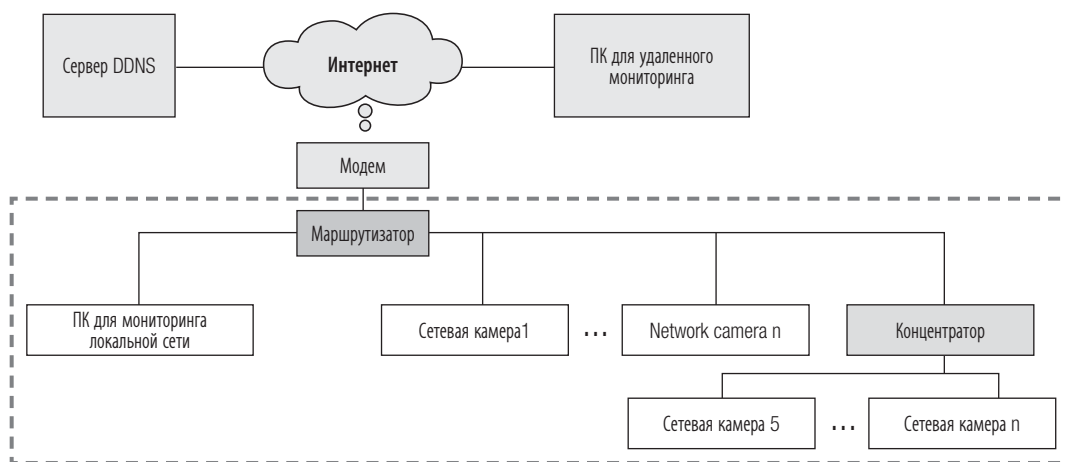 Сервер DDNS
Интернет
ПК для удаленного
мониторинга
Модем
Маршрутизатор
ПК для мониторинга
локальной сети
Сетевая камера1
...
Network camera n
Концентратор
Сетевая камера 5
...
Сетевая камера n